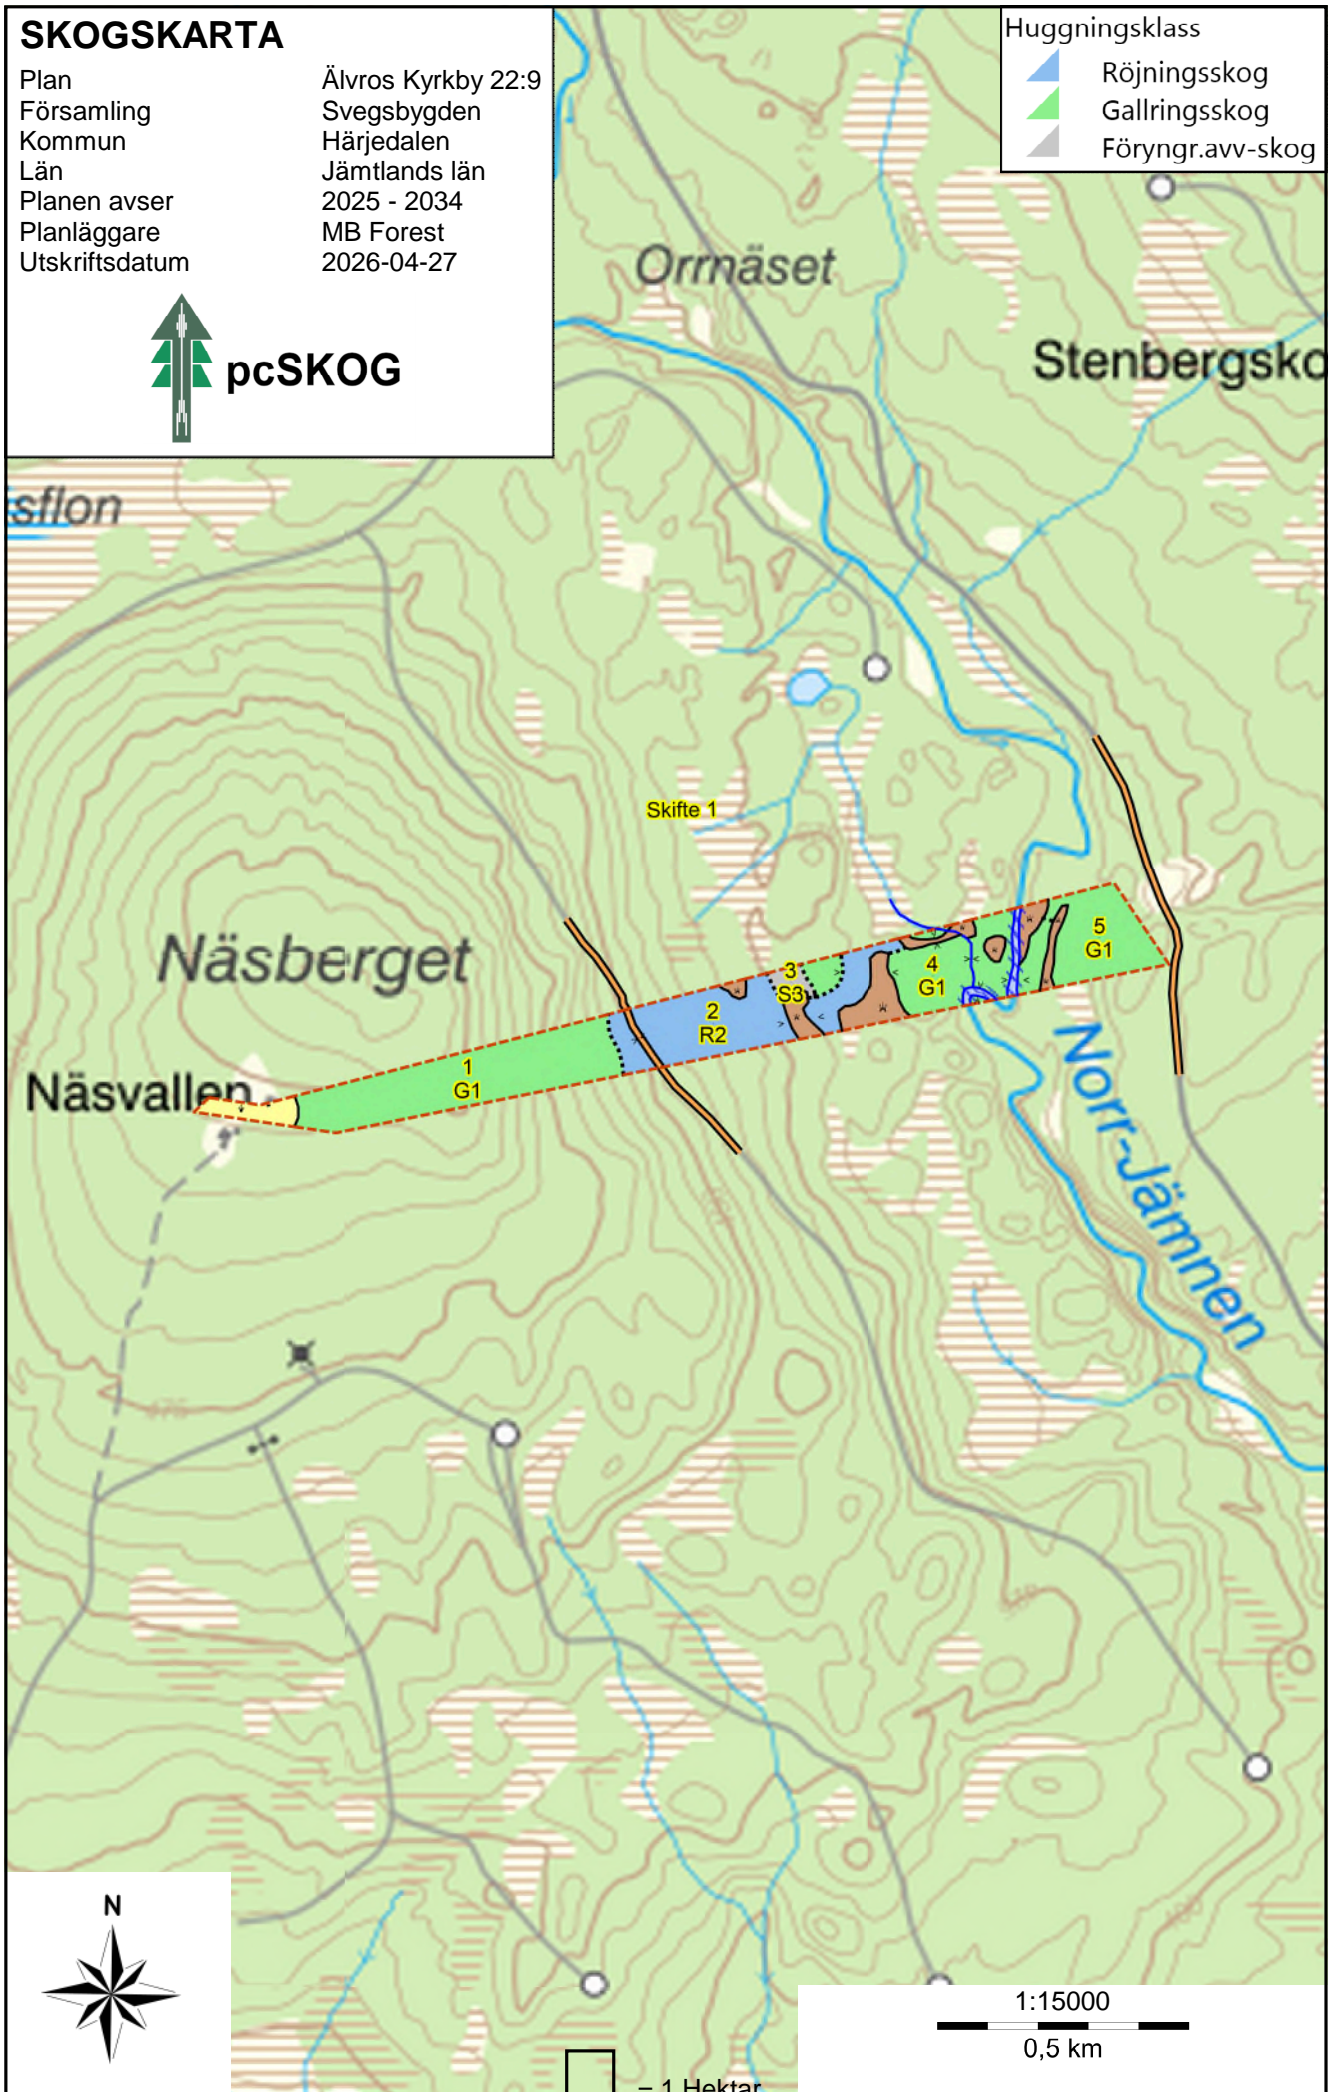 SKOGSKARTA
Plan Älvros Kyrkby 22:9
Församling Svegsbygden
Kommun Härjedalen
Län Jämtlands län
Planen avser 2025 - 2034
Planläggare MB Forest
Utskriftsdatum 2026-04-27
pcSKOG
Huggningsklass
Röjningsskog
Gallringsskog
Föryngr.avv-skog
Orrnäset
Stenbergsko
sflon
Skifte 1
Näsberget
Näsvallen
1
G1
2
R2
3
S3
4
G1
5
G1
Norr-Jämnen
475
N
1:15000
0,5 km
= 1 Hektar